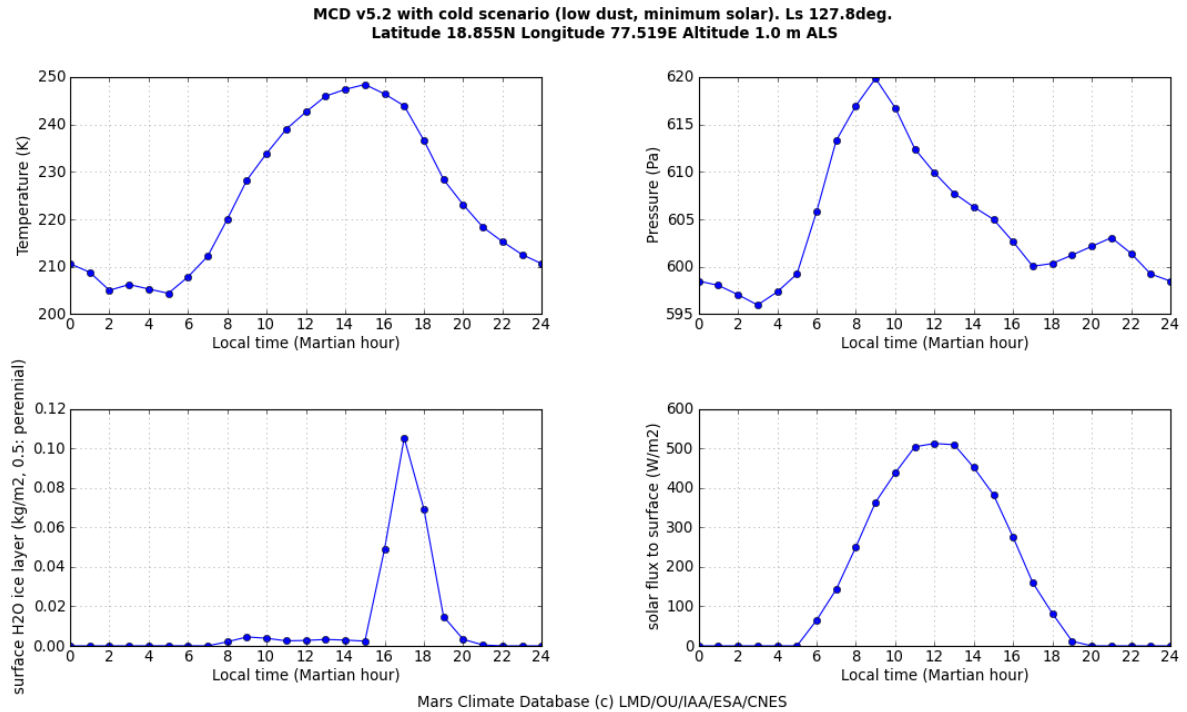 MCD v5.2 with cold scenario (low dust, minimum solar). Ls 127.8deg.
Latitude 18.855N Longitude 77.519E Altitude 1.0 m ALS
Temperature (K)
250
240
230
220
210
200
0 2 4 6 8 10 12 14 16 18 20 22 24
Local time (Martian hour)
Pressure (Pa)
620
615
610
605
600
595
0 2 4 6 8 10 12 14 16 18 20 22 24
Local time (Martian hour)
surface H2O ice layer (kg/m2, 0.5: perennial)
0.12
0.10
0.08
0.06
0.04
0.02
0.00
0 2 4 6 8 10 12 14 16 18 20 22 24
Local time (Martian hour)
solar flux to surface (W/m2)
600
500
400
300
200
100
0
0 2 4 6 8 10 12 14 16 18 20 22 24
Local time (Martian hour)
Mars Climate Database (c) LMD/OU/IAA/ESA/CNES